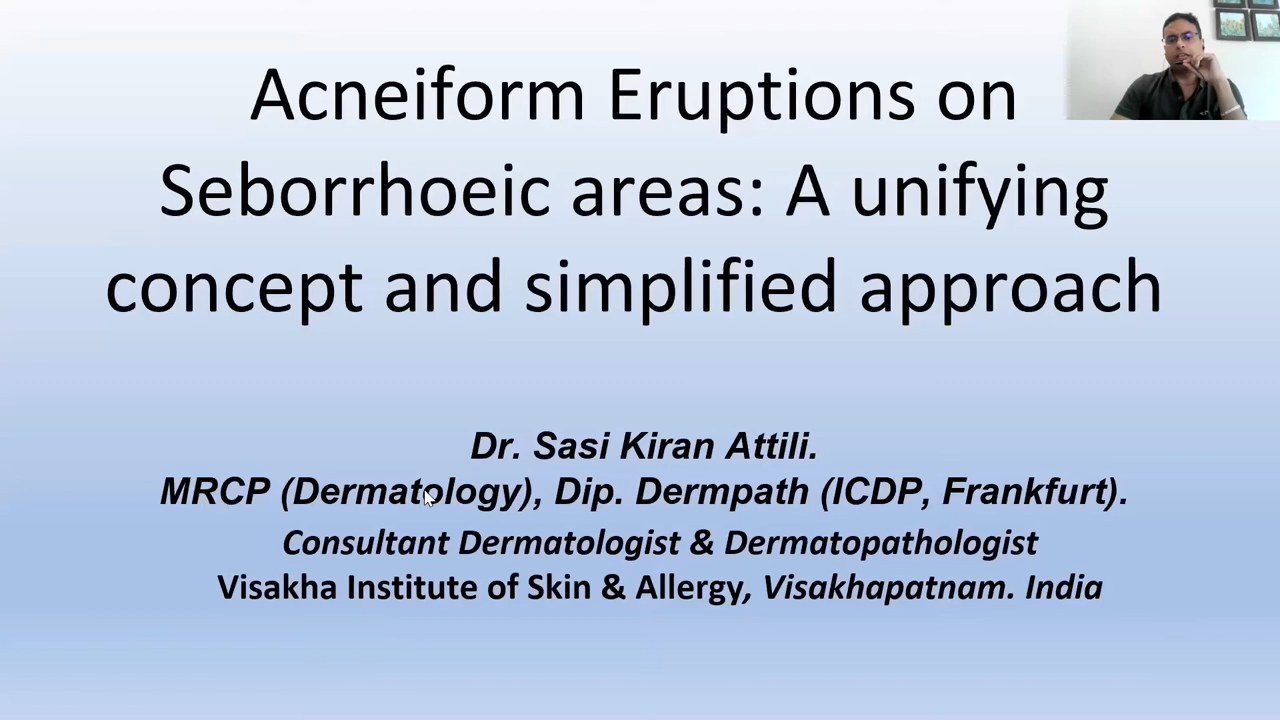 Acneiform Eruptions on
Seborrhoeic areas: A unifying
concept and simplified approach
Dr. Sasi Kiran Attili.
MRCP (Dermatology), Dip. Dermpath (ICDP, Frankfurt).
Consultant Dermatologist & Dermatopathologist
Visakha Institute of Skin & Allergy, Visakhapatnam. India